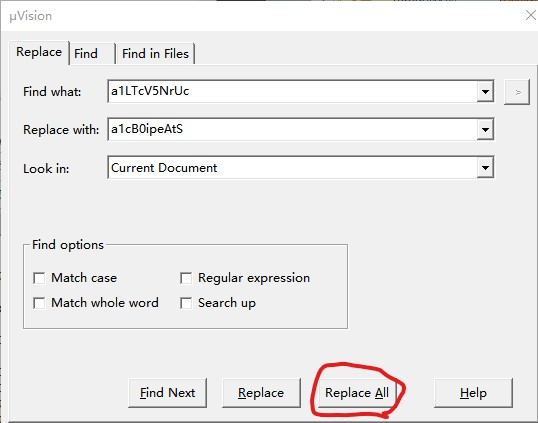 µVision
Replace Find Find in Files
Find what: a1LTcV5NrUc >
Replace with: a1cB0ipeAtS
Look in: Current Document
Find options
Match case Regular expression
Match whole word Search up
Find Next Replace Replace All Help